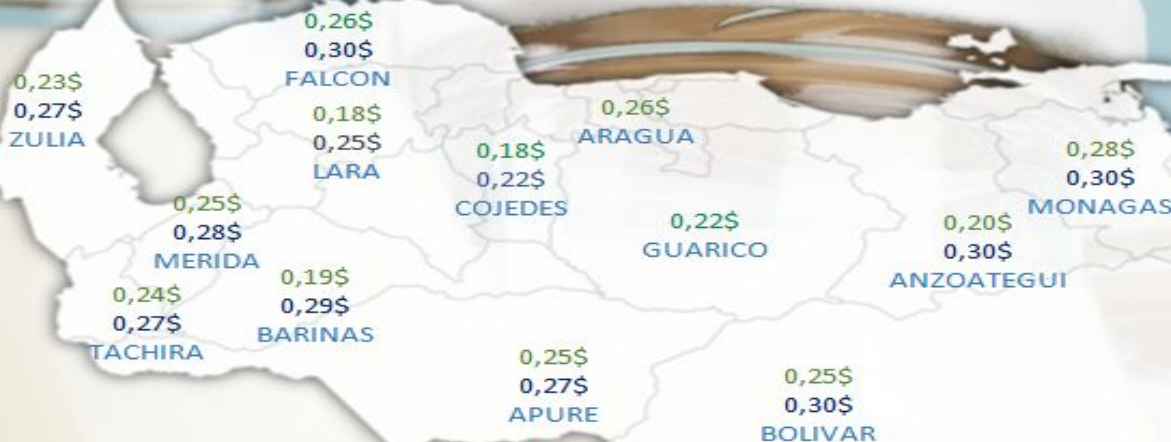 0,26$
0,30$
FALCON
0,23$
0,27$
ZULIA
0,18$
0,25$
LARA
0,26$
ARAGUA
0,18$
0,22$
COJEDES
0,28$
0,30$
MONAGAS
0,25$
0,28$
MERIDA
0,22$
GUARICO
0,20$
0,30$
ANZOATEGUI
0,19$
0,29$
BARINAS
0,24$
0,27$
TACHIRA
0,25$
0,27$
APURE
0,25$
0,30$
BOLIVAR